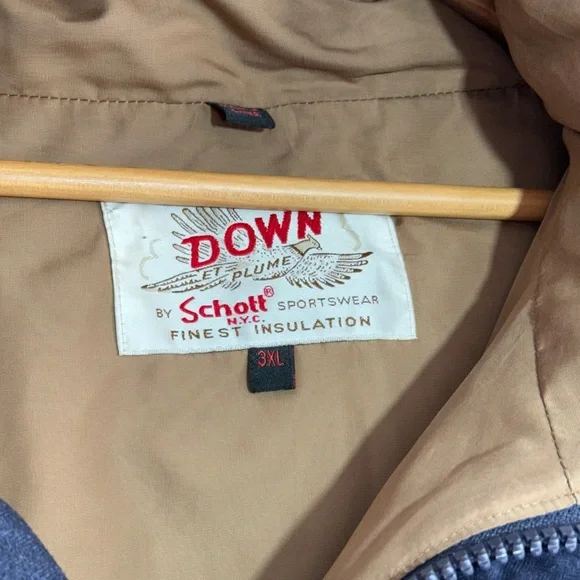 DOWN
ET PLUME
BY Schott® SPORTSWEAR
N.Y.C.
FINEST INSULATION
3XL